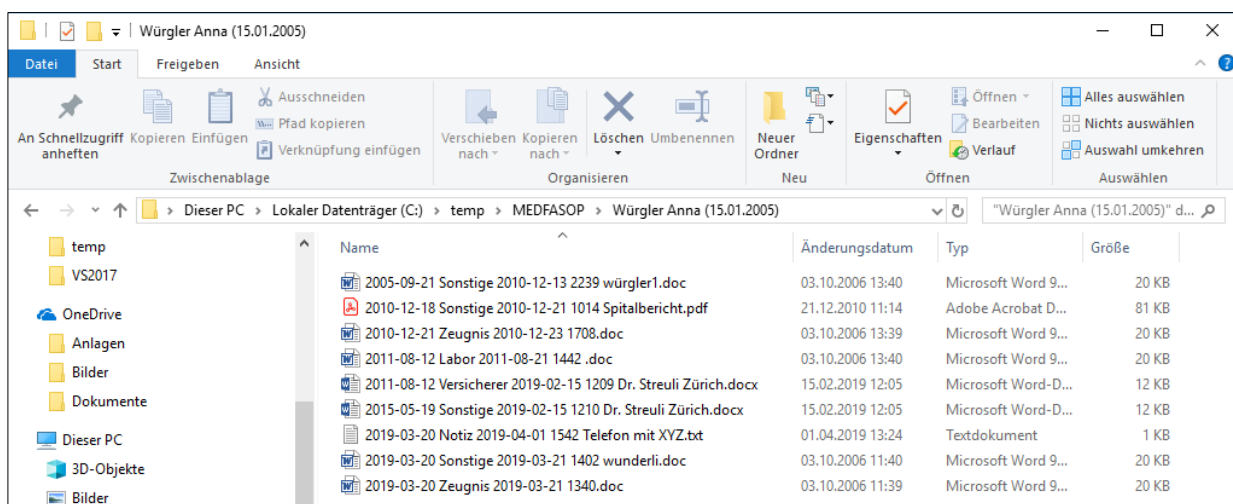 Würgler Anna (15.01.2005)
Datei Start Freigeben Ansicht
An Schnellzugriff anheften Kopieren Einfügen Ausschneiden Pfad kopieren Verknüpfung einfügen
Zwischenablage
Verschieben nach Kopieren nach Löschen Umbenennen
Organisieren
Neuer Ordner
Neu
Eigenschaften Öffnen Bearbeiten Verlauf
Öffnen
Alles auswählen Nichts auswählen Auswahl umkehren
Auswählen
Dieser PC > Lokaler Datenträger (C:) > temp > MEDFASOP > Würgler Anna (15.01.2005) "Würgler Anna (15.01.2005)" d...
temp
VS2017
OneDrive
Anlagen
Bilder
Dokumente
Dieser PC
3D-Objekte
Bilder
Name Änderungsdatum Typ Größe
2005-09-21 Sonstige 2010-12-13 2239 würgler1.doc 03.10.2006 13:40 Microsoft Word 9... 20 KB
2010-12-18 Sonstige 2010-12-21 1014 Spitalbericht.pdf 21.12.2010 11:14 Adobe Acrobat D... 81 KB
2010-12-21 Zeugnis 2010-12-23 1708.doc 03.10.2006 13:39 Microsoft Word 9... 20 KB
2011-08-12 Labor 2011-08-21 1442 .doc 03.10.2006 13:40 Microsoft Word 9... 20 KB
2011-08-12 Versicherer 2019-02-15 1209 Dr. Streuli Zürich.docx 15.02.2019 12:05 Microsoft Word-D... 12 KB
2015-05-19 Sonstige 2019-02-15 1210 Dr. Streuli Zürich.docx 15.02.2019 12:05 Microsoft Word-D... 12 KB
2019-03-20 Notiz 2019-04-01 1542 Telefon mit XYZ.txt 01.04.2019 13:24 Textdokument 1 KB
2019-03-20 Sonstige 2019-03-21 1402 wunderli.doc 03.10.2006 11:40 Microsoft Word 9... 20 KB
2019-03-20 Zeugnis 2019-03-21 1340.doc 03.10.2006 11:39 Microsoft Word 9... 20 KB